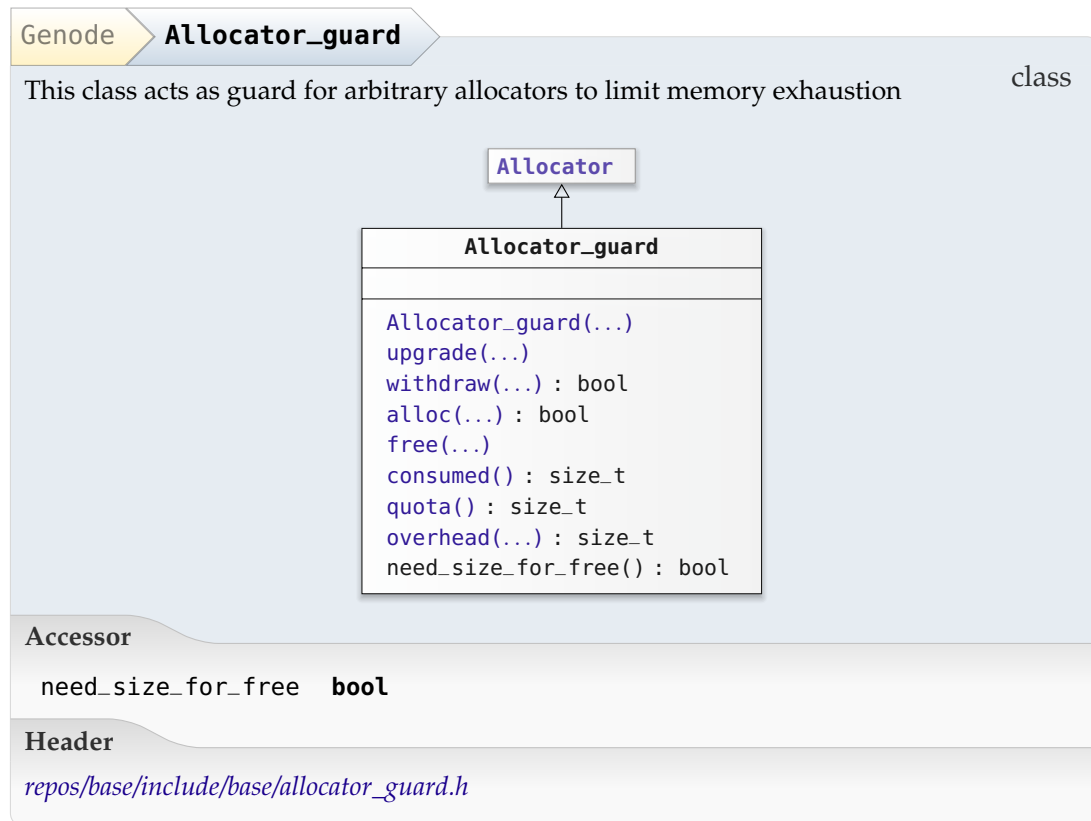 Genode Allocator_guard
class
This class acts as guard for arbitrary allocators to limit memory exhaustion
Allocator
Allocator_guard
Allocator_guard(...)
upgrade(...)
withdraw(...) : bool
alloc(...) : bool
free(...)
consumed() : size_t
quota() : size_t
overhead(...) : size_t
need_size_for_free() : bool
Accessor
need_size_for_free bool
Header
repos/base/include/base/allocator_guard.h